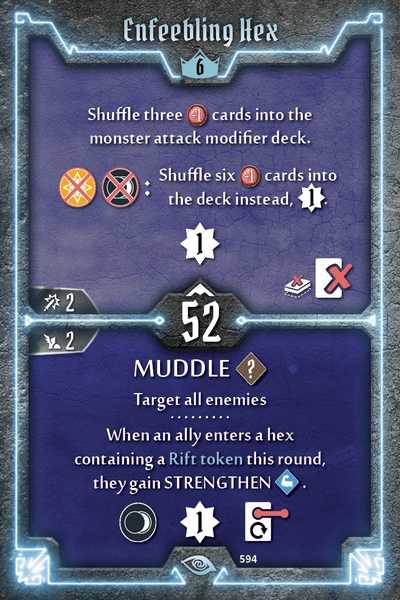 Enfeebling Hex
6
Shuffle three -1 cards into the
monster attack modifier deck.
: Shuffle six -1 cards into
the deck instead, 1.
1
2
52
2
MUDDLE ?
Target all enemies
When an ally enters a hex
containing a Rift token this round,
they gain STRENGTHEN .
1
594